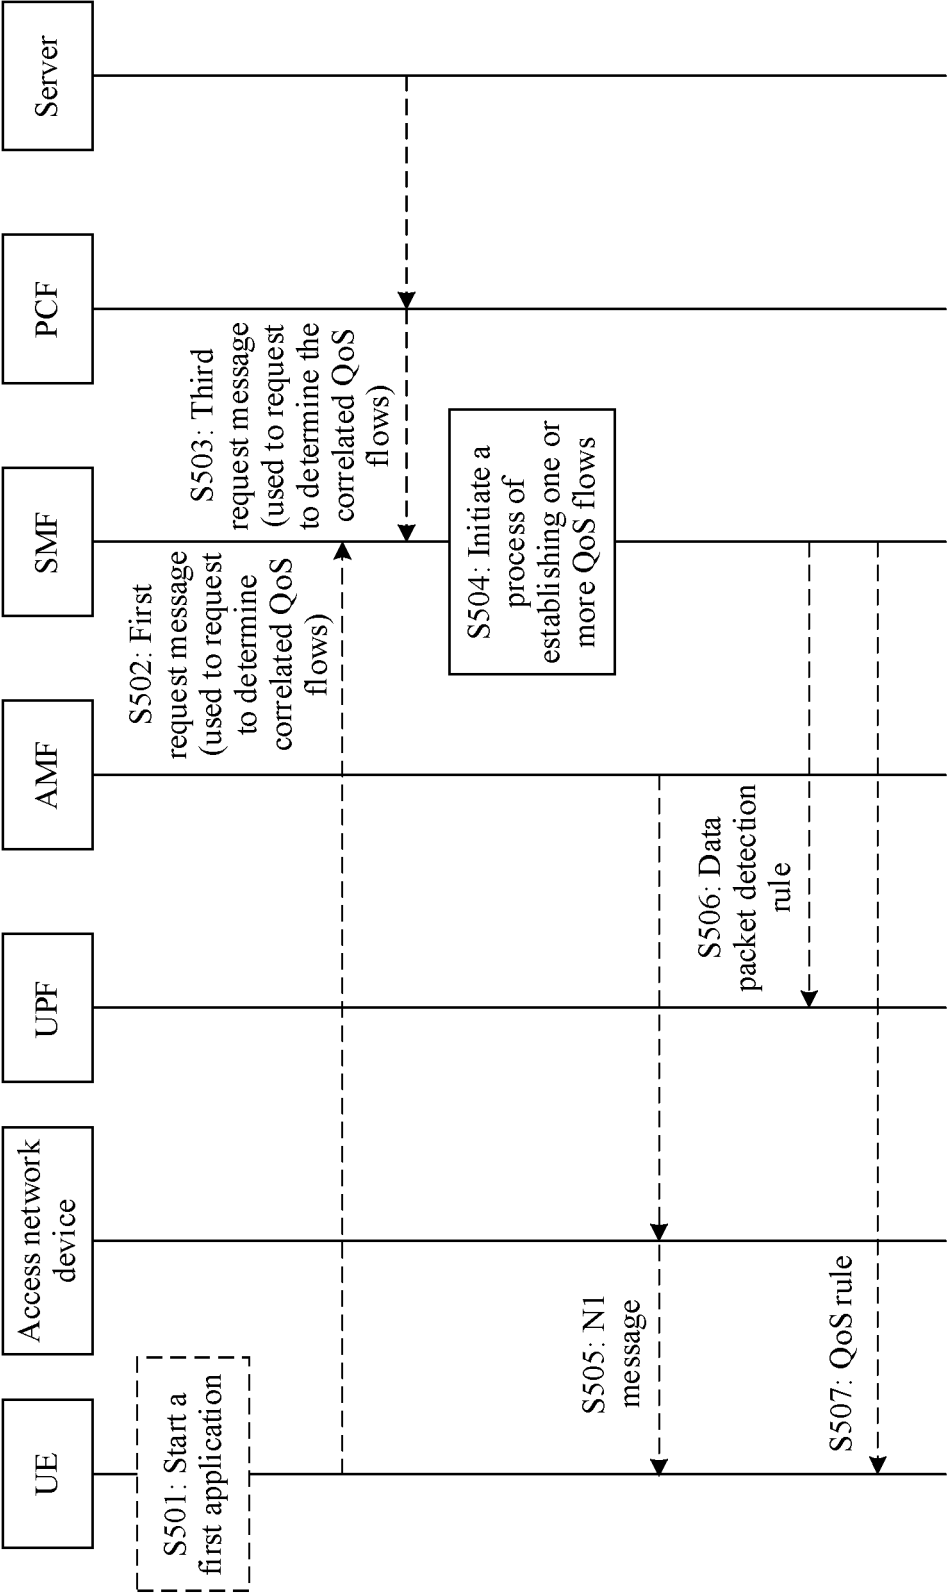 UE
Access network
device
UPF
AMF
SMF
PCF
Server
S501: Start a
first application
S502: First
request message
(used to request
to determine
correlated QoS
flows)
S503: Third
request message
(used to request
to determine the
correlated QoS
flows)
S504: Initiate a
process of
establishing one or
more QoS flows
S505: N1
message
S506: Data
packet detection
rule
S507: QoS rule